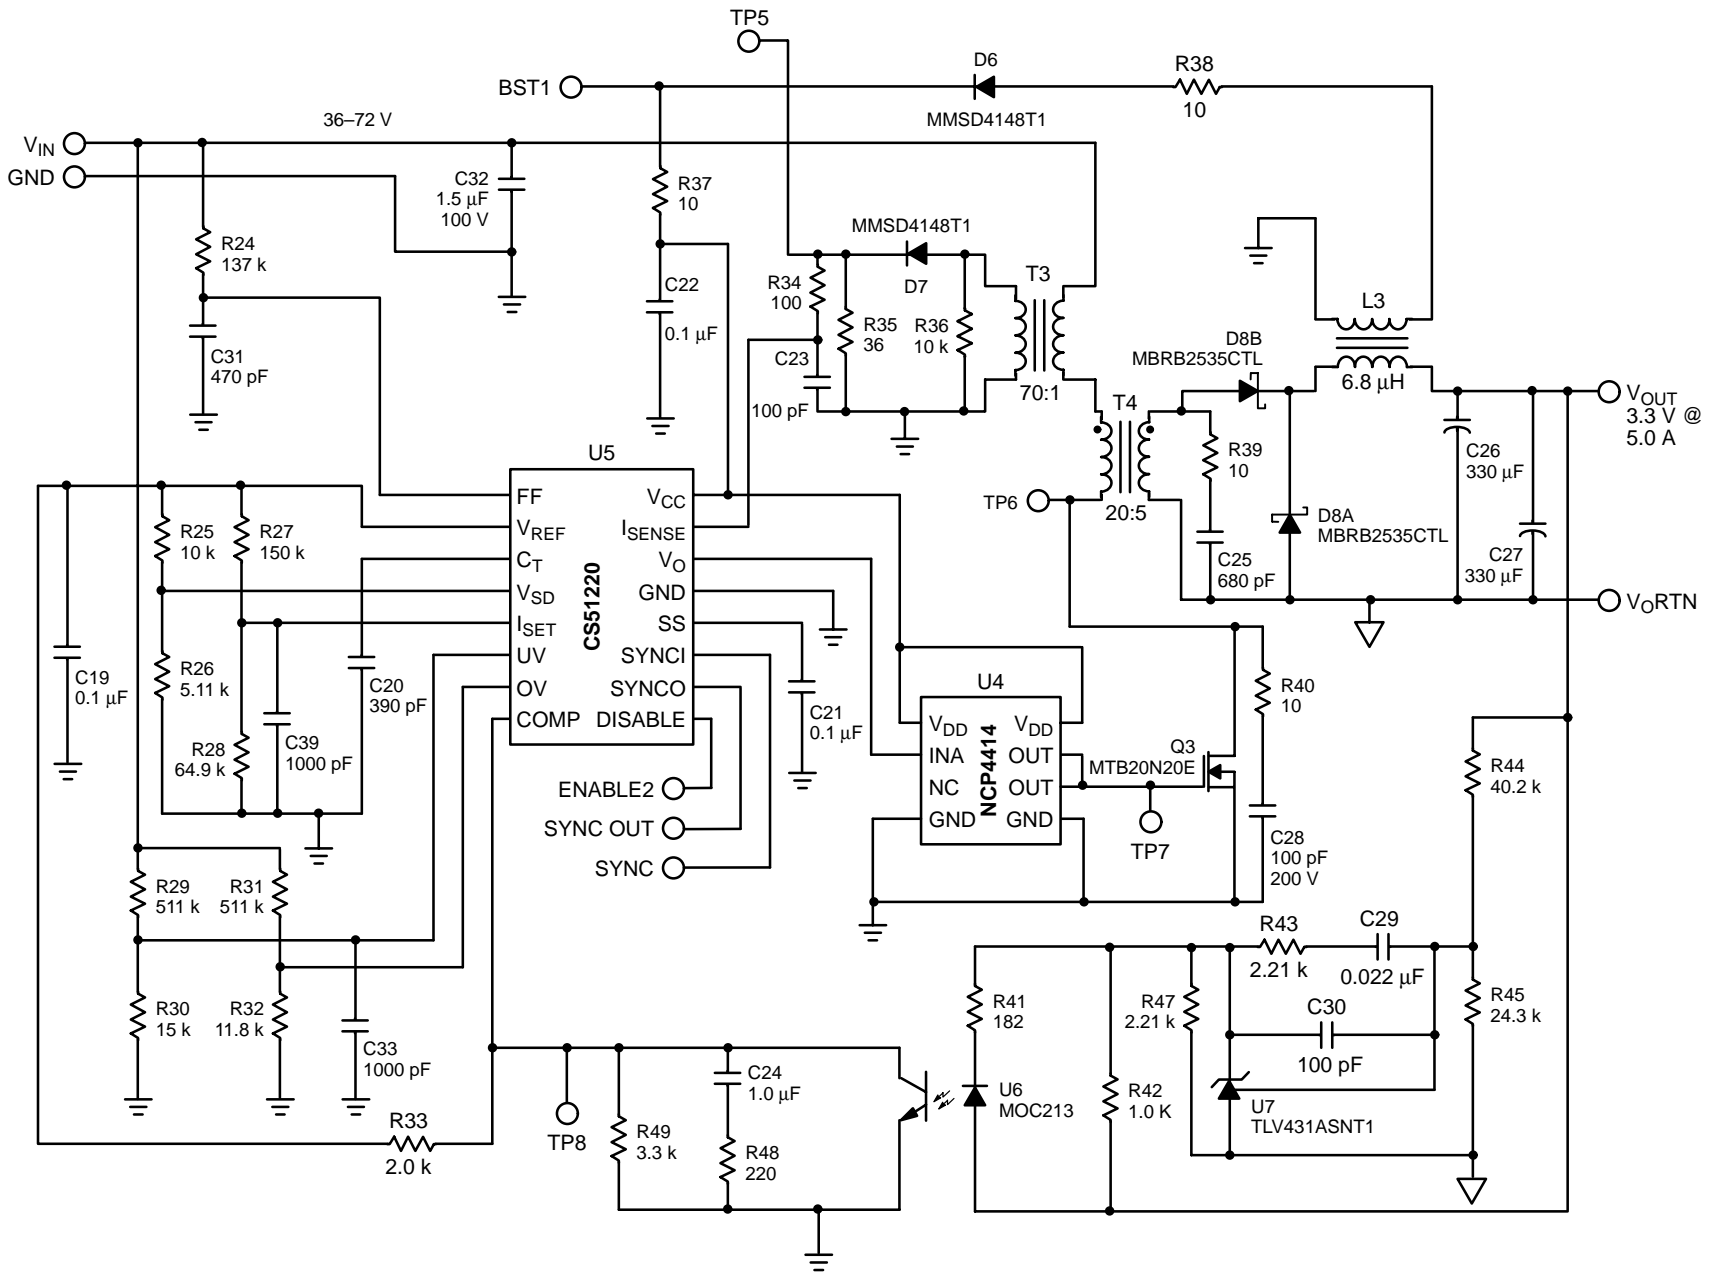 TP5
D6
R38
BST1
10
MMSD4148T1
36–72 V
VIN
GND
C32
1.5 μF
100 V
R37
10
MMSD4148T1
R24
137 k
T3
R34
100
D7
C22
0.1 μF
L3
R35
36
R36
10 k
C31
470 pF
C23
D8B
MBRB2535CTL
6.8 μH
70:1
100 pF
T4
VOUT
3.3 V @
5.0 A
U5
R39
10
C26
330 μF
FF
VCC
TP6
20:5
D8A
MBRB2535CTL
R25
10 k
R27
150 k
VREF
ISENSE
CT
VO
C25
680 pF
C27
330 μF
VSD
GND
CS51220
VORTN
ISET
SS
UV
SYNCI
C19
0.1 μF
R26
5.11 k
C20
390 pF
OV
SYNCO
U4
R40
10
COMP
DISABLE
C21
0.1 μF
VDD
VDD
R28
64.9 k
C39
1000 pF
INA
OUT
Q3
MTB20N20E
R44
40.2 k
ENABLE2
NC
OUT
NCP4414
SYNC OUT
GND
GND
TP7
C28
100 pF
200 V
SYNC
R29
511 k
R31
511 k
R43
C29
2.21 k
0.022 μF
R30
15 k
R32
11.8 k
R41
182
R47
2.21 k
C30
R45
24.3 k
C33
1000 pF
100 pF
C24
1.0 μF
U6
MOC213
R42
1.0 K
U7
TLV431ASNT1
R33
2.0 k
TP8
R49
3.3 k
R48
220